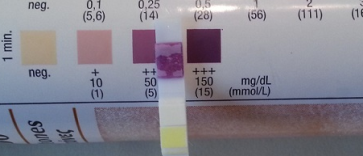 neg. 0,1 0,25 0,5 1 2
(5,6) (14) (28) (56) (111)
1 min.
neg. + ++ +++
10 50 150 mg/dL
(1) (5) (15) (mmol/L)
ones